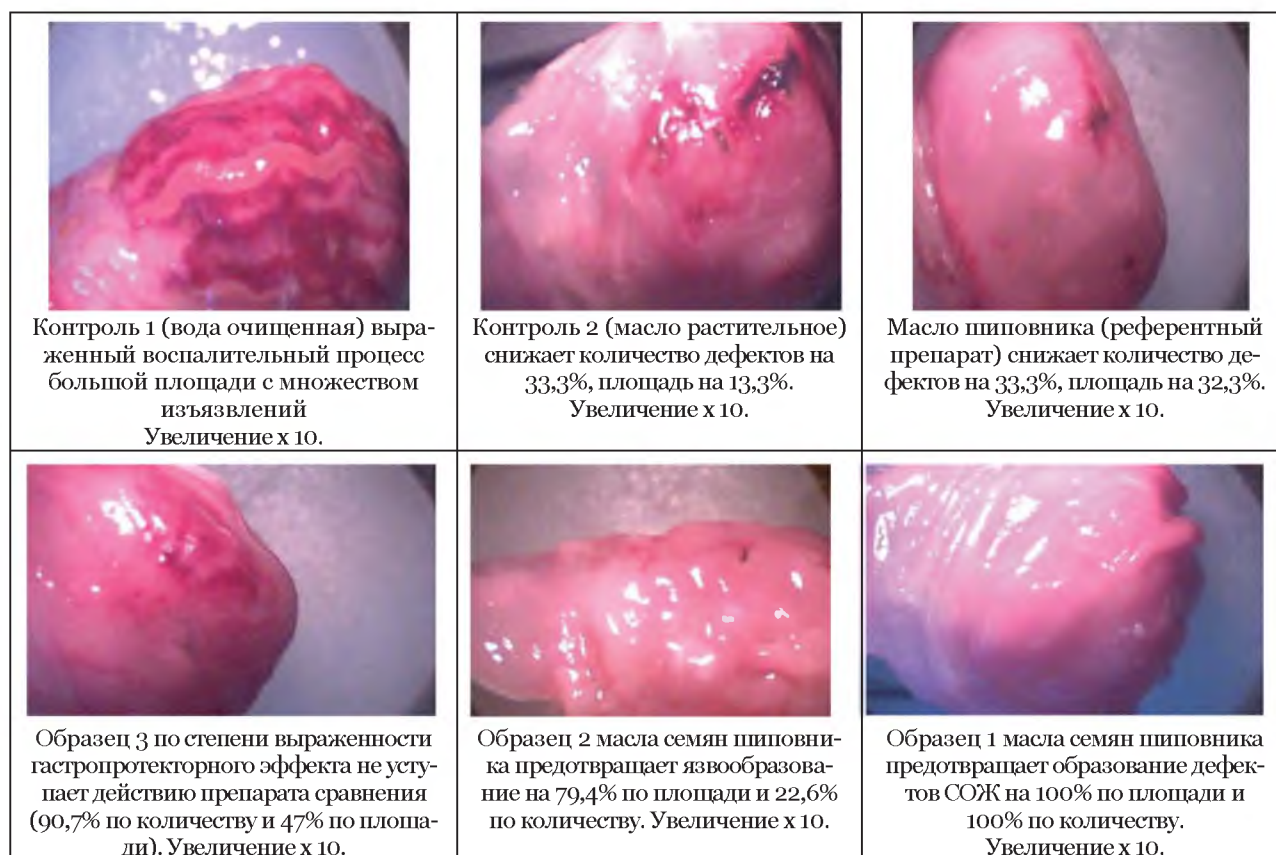 Контроль 1 (вода очищенная) выра-
женный воспалительный процесс
большой площади с множеством
изъязвлений
Увеличение х 10.
Контроль 2 (масло растительное)
снижает количество дефектов на
33,3%, площадь на 13,3%.
Увеличение х 10.
Масло шиповника (референтный
препарат) снижает количество де-
фектов на 33,3%, площадь на 32,3%.
Увеличение х 10.
Образец 3 по степени выраженности
гастропротекторного эффекта не усту-
пает действию препарата сравнения
(90,7% по количеству и 47% по площа-
ди). Увеличение х 10.
Образец 2 масла семян шиповни-
ка предотвращает язвообразова-
ние на 79,4% по площади и 22,6%
по количеству. Увеличение х 10.
Образец 1 масла семян шиповника
предотвращает образование дефек-
тов СОЖ на 100% по площади и
100% по количеству.
Увеличение х 10.